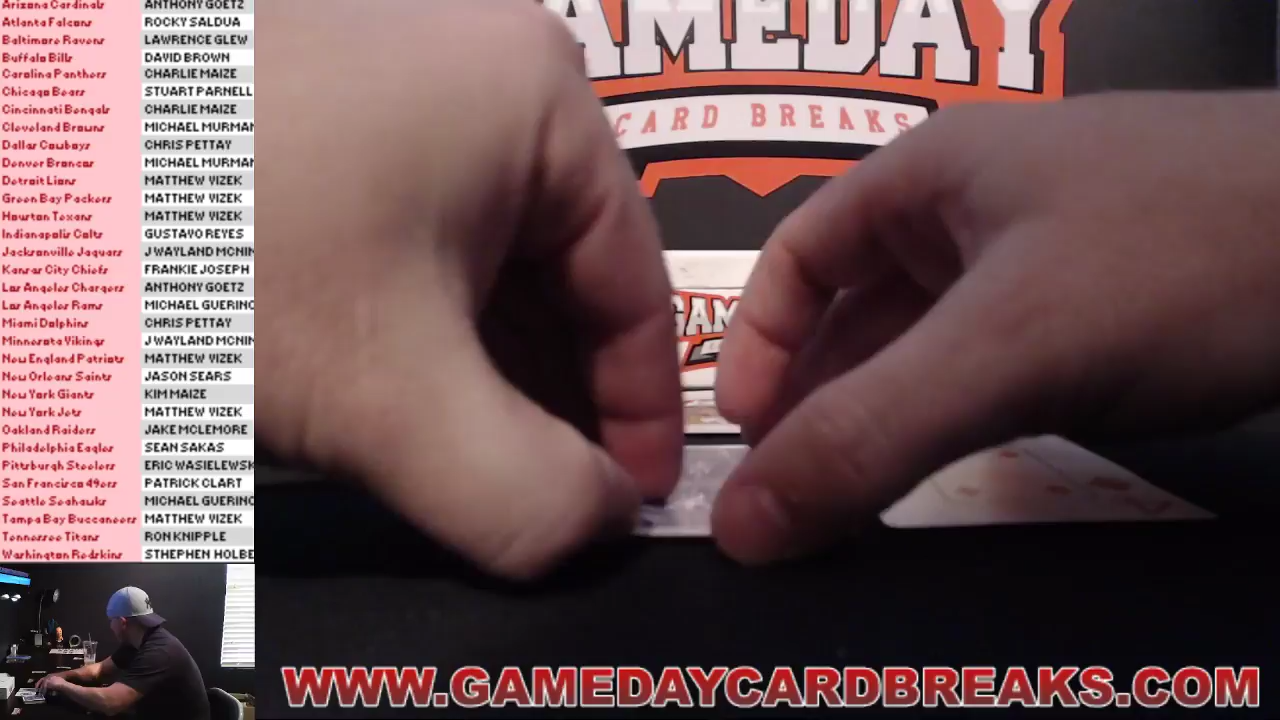 Arizona Cardinals ANTHONY GOETZ
Atlanta Falcons ROCKY SALDUA
Baltimore Ravens LAWRENCE GLEW
Buffalo Bills DAVID BROWN
Carolina Panthers CHARLIE MAIZE
Chicago Bears STUART PARNELL
Cincinnati Bengals CHARLIE MAIZE
Cleveland Browns MICHAEL MURMAN
Dallas Cowboys CHRIS PETTAY
Denver Broncos MICHAEL MURMAN
Detroit Lions MATTHEW VIZEK
Green Bay Packers MATTHEW VIZEK
Houston Texans MATTHEW VIZEK
Indianapolis Colts GUSTAVO REYES
Jacksonville Jaguars J WAYLAND MCNIN
Kansas City Chiefs FRANKIE JOSEPH
Los Angeles Chargers ANTHONY GOETZ
Los Angeles Rams MICHAEL GUERINO
Miami Dolphins CHRIS PETTAY
Minnesota Vikings J WAYLAND MCNIN
New England Patriots MATTHEW VIZEK
New Orleans Saints JASON SEARS
New York Giants KIM MAIZE
New York Jets MATTHEW VIZEK
Oakland Raiders JAKE MCLEMORE
Philadelphia Eagles SEAN SAKAS
Pittsburgh Steelers ERIC WASIELEWSK
San Francisco 49ers PATRICK CLART
Seattle Seahawks MICHAEL GUERINO
Tampa Bay Buccaneers MATTHEW VIZEK
Tennessee Titans RON KNIPPLE
Washington Redskins STHEPHEN HOLBE
AMEDAY
CARD BREAKS
GAM
WWW.GAMEDAYCARDBREAKS.COM